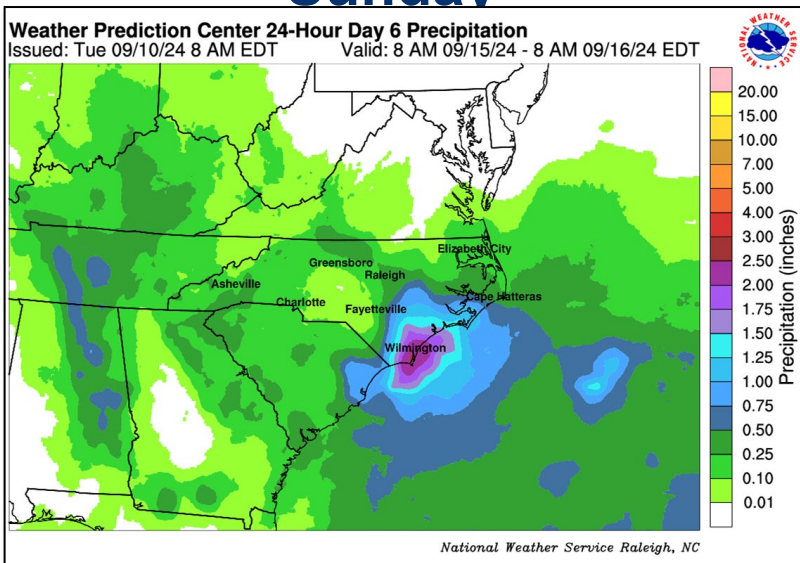 Sunday
Weather Prediction Center 24-Hour Day 6 Precipitation
Issued: Tue 09/10/24 8 AM EDT Valid: 8 AM 09/15/24 - 8 AM 09/16/24 EDT
NATIONAL WEATHER SERVICE
20.00
15.00
10.00
7.00
5.00
4.00
3.00
2.50
2.00
1.75
1.50
1.25
1.00
0.75
0.50
0.25
0.10
0.01
Precipitation (inches)
Elizabeth City
Greensboro
Raleigh
Asheville
Cape Hatteras
Charlotte
Fayetteville
Wilmington
National Weather Service Raleigh, NC